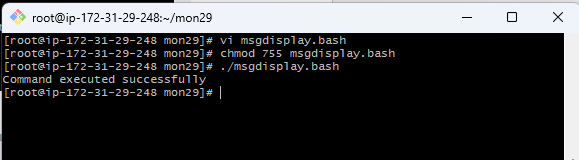 root@ip-172-31-29-248:~/mon29
[root@ip-172-31-29-248 mon29]# vi msgdisplay.bash
[root@ip-172-31-29-248 mon29]# chmod 755 msgdisplay.bash
[root@ip-172-31-29-248 mon29]# ./msgdisplay.bash
Command executed successfully
[root@ip-172-31-29-248 mon29]#